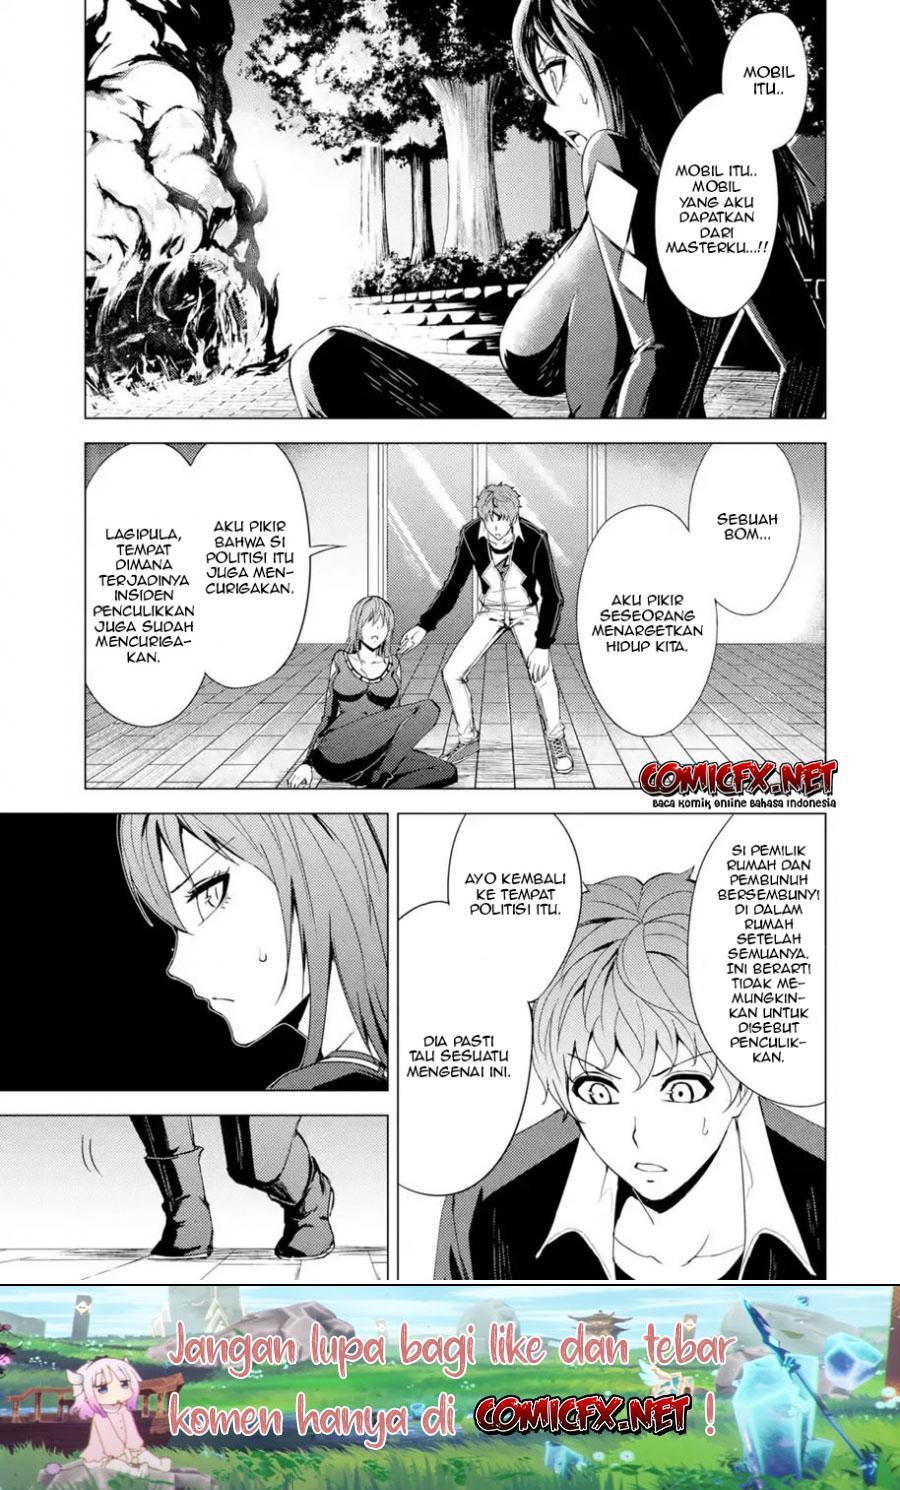 MOBIL
ITU..
MOBIL ITU..
MOBIL
YANG AKU
DAPATKAN
DARI
MASTERKU...!!
SEBUAH
BOM...
AKU PIKIR
SESEORANG
MENARGETKAN
HIDUP KITA.
AKU PIKIR
BAHWA SI
POLITISI ITU
JUGA MEN-
CURIGAKAN.
LAGIPULA,
TEMPAT
DIMANA
TERJADINYA
INSIDEN
PENCULIKKAN
JUGA SUDAH
MENCURIGA-
KAN.
COMICFX.NET
Baca komik online Bahasa Indonesia
SI PEMILIK
RUMAH DAN
PEMBUNUH
BERSEMBUNYI
DI DALAM
RUMAH
SETELAH
SEMUANYA.
INI BERARTI
TIDAK ME-
MUNGKIN-
KAN UNTUK
DISEBUT
PENCULIK-
KAN.
AYO KEMBALI
KE TEMPAT
POLITISI ITU.
DIA PASTI
TAU SESUATU
MENGENAI INI.
Jangan lupa bagi like dan tebar
komen hanya di COMICFX.NET !